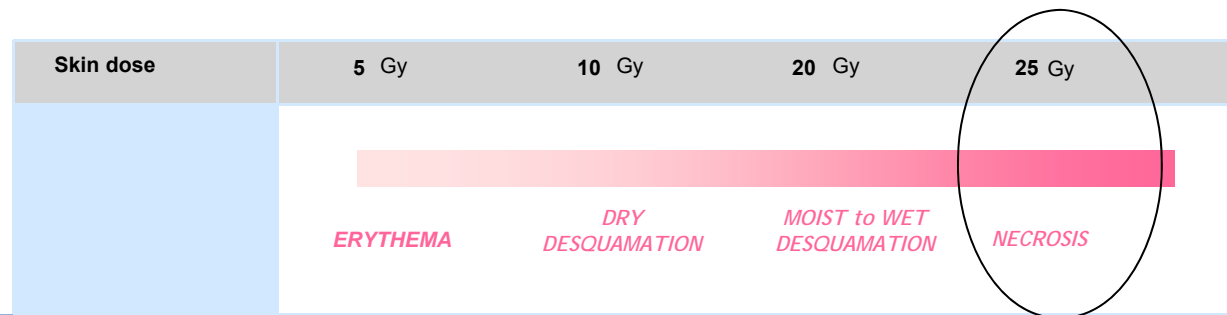 Skin dose 5 Gy 10 Gy 20 Gy 25 Gy
ERYTHEMA
DRY
DESQUAMATION
MOIST to WET
DESQUAMATION
NECROSIS